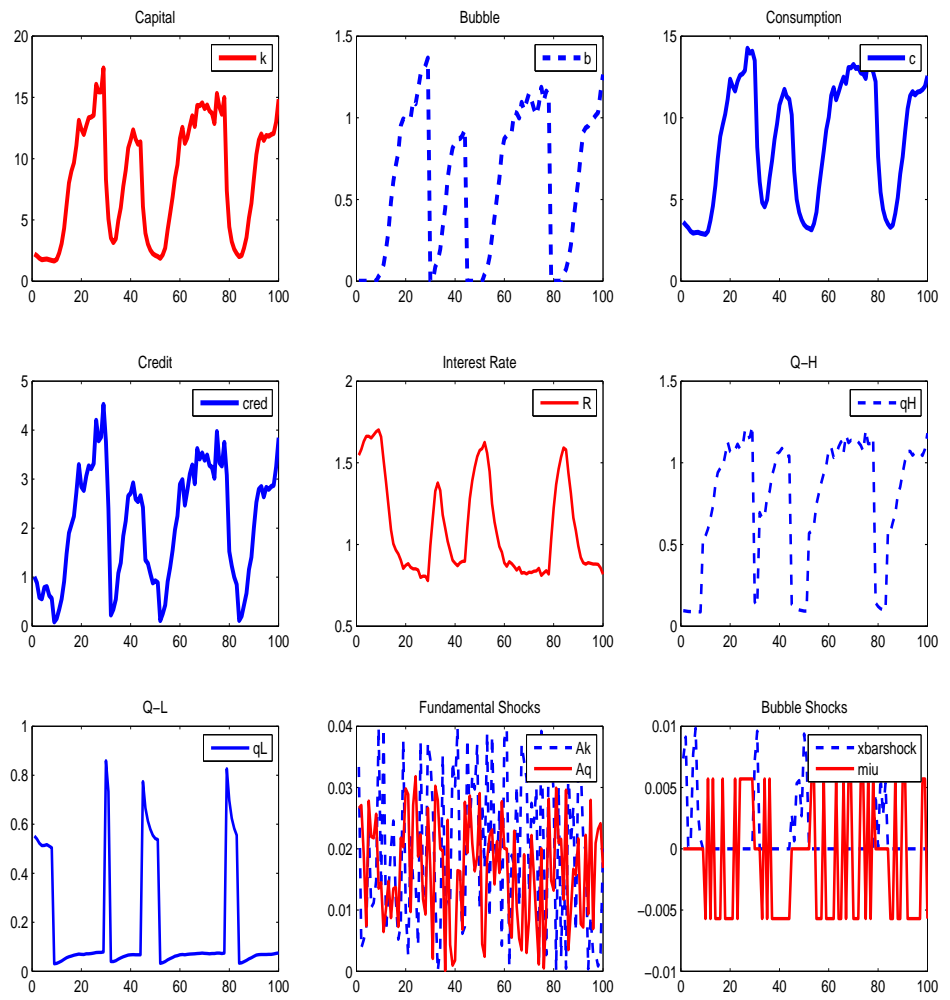 Capital
Bubble
Consumption
20
15
10
5
0
0 20 40 60 80 100
k
1.5
1
0.5
0
0 20 40 60 80 100
b
15
10
5
0
0 20 40 60 80 100
c
Credit
Interest Rate
Q-H
5
4
3
2
1
0
0 20 40 60 80 100
cred
2
1.5
1
0.5
0 20 40 60 80 100
R
1.5
1
0.5
0
0 20 40 60 80 100
qH
Q-L
Fundamental Shocks
Bubble Shocks
1
0.8
0.6
0.4
0.2
0
0 20 40 60 80 100
qL
0.04
0.03
0.02
0.01
0
0 20 40 60 80 100
Ak
Aq
0.01
0.005
0
−0.005
−0.01
0 20 40 60 80 100
xbarshock
miu